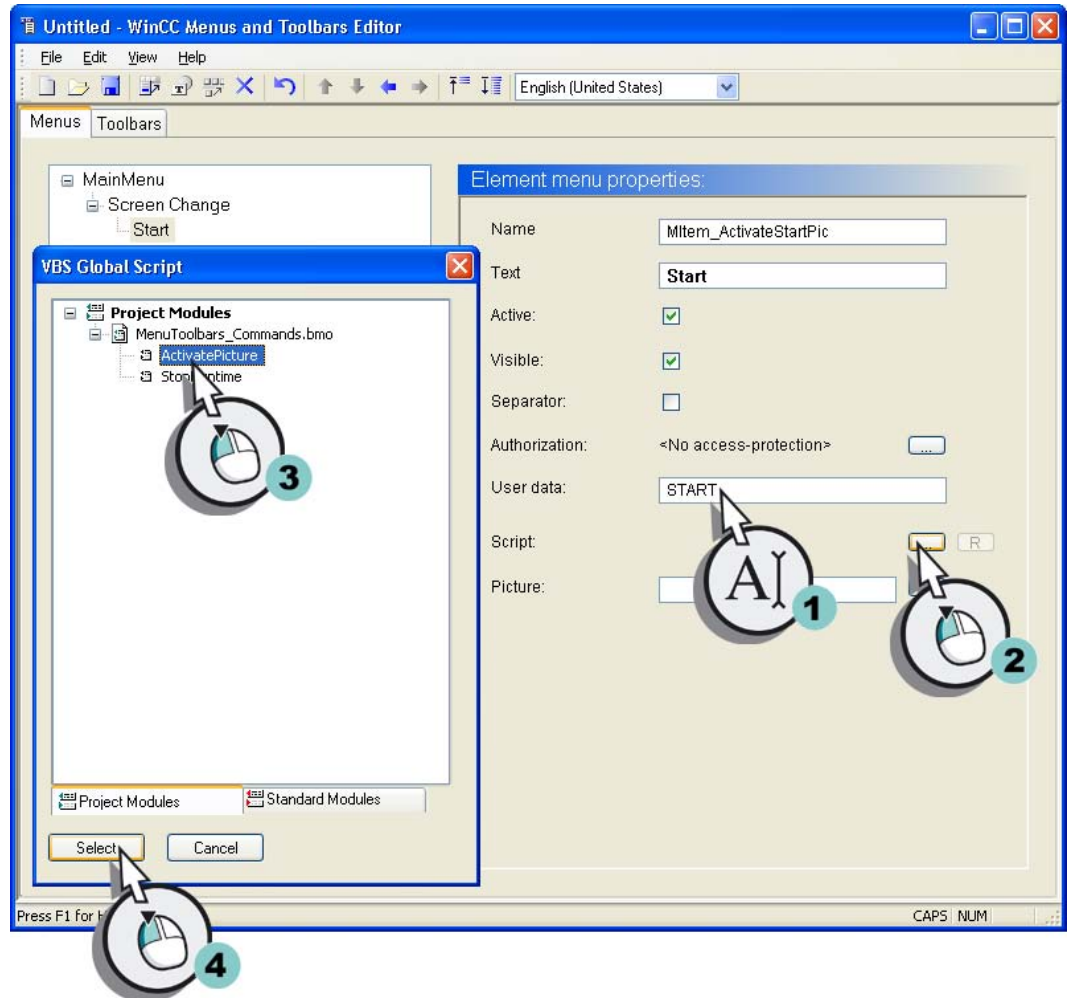 Untitled - WinCC Menus and Toolbars Editor
File Edit View Help
English (United States)
Menus Toolbars
MainMenu
Screen Change
Start
Element menu properties:
Name MItem_ActivateStartPic
Text Start
Active:
Visible:
Separator:
Authorization: <No access-protection> ...
User data: START
Script: ... R
Picture:
VBS Global Script
Project Modules
MenuToolbars_Commands.bmo
ActivatePicture
Project Modules Standard Modules
Select Cancel
Press F1 for
CAPS NUM
A
1
2
3
4